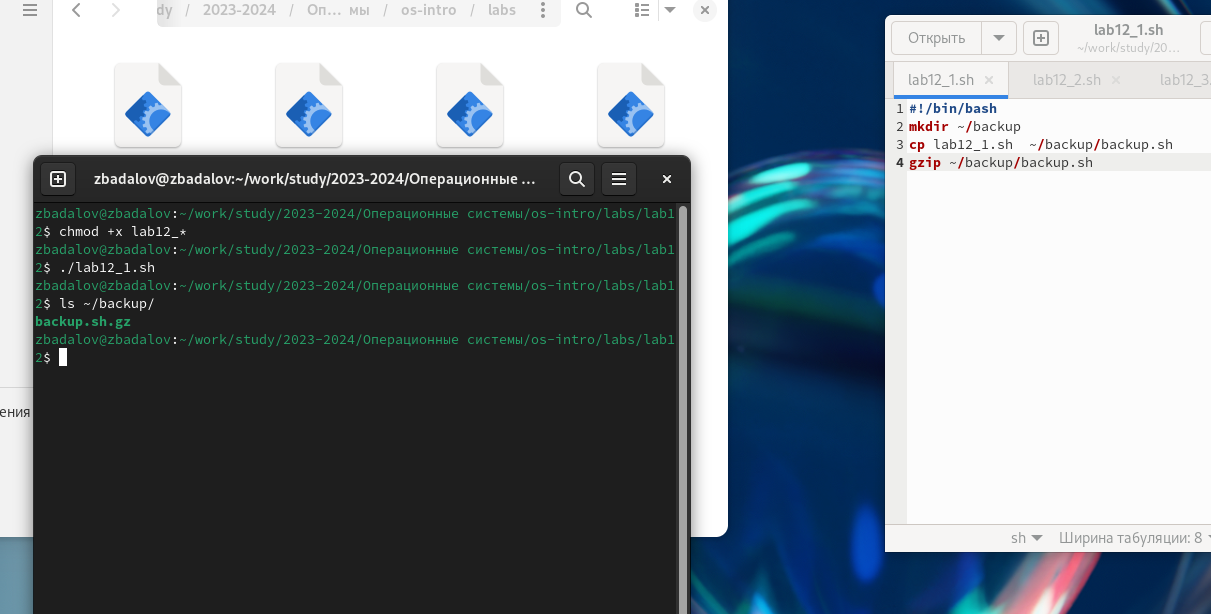 dy / 2023-2024 / Оп… мы / os-intro / labs
ения
zbadalov@zbadalov:~/work/study/2023-2024/Операционные …
zbadalov@zbadalov:~/work/study/2023-2024/Операционные системы/os-intro/labs/lab1
2$ chmod +x lab12_*
zbadalov@zbadalov:~/work/study/2023-2024/Операционные системы/os-intro/labs/lab1
2$ ./lab12_1.sh
zbadalov@zbadalov:~/work/study/2023-2024/Операционные системы/os-intro/labs/lab1
2$ ls ~/backup/
backup.sh.gz
zbadalov@zbadalov:~/work/study/2023-2024/Операционные системы/os-intro/labs/lab1
2$
Открыть
lab12_1.sh
~/work/study/20…
lab12_1.sh lab12_2.sh lab12_3.
1 #!/bin/bash
2 mkdir ~/backup
3 cp lab12_1.sh  ~/backup/backup.sh
4 gzip ~/backup/backup.sh
sh Ширина табуляции: 8